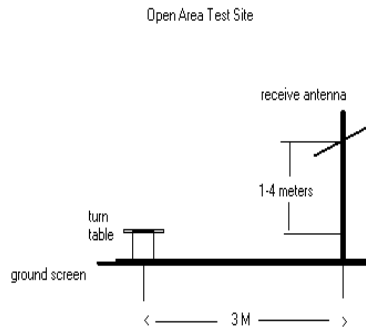 Open Area Test Site
receive antenna
1-4 meters
turn
table
ground screen
3 M